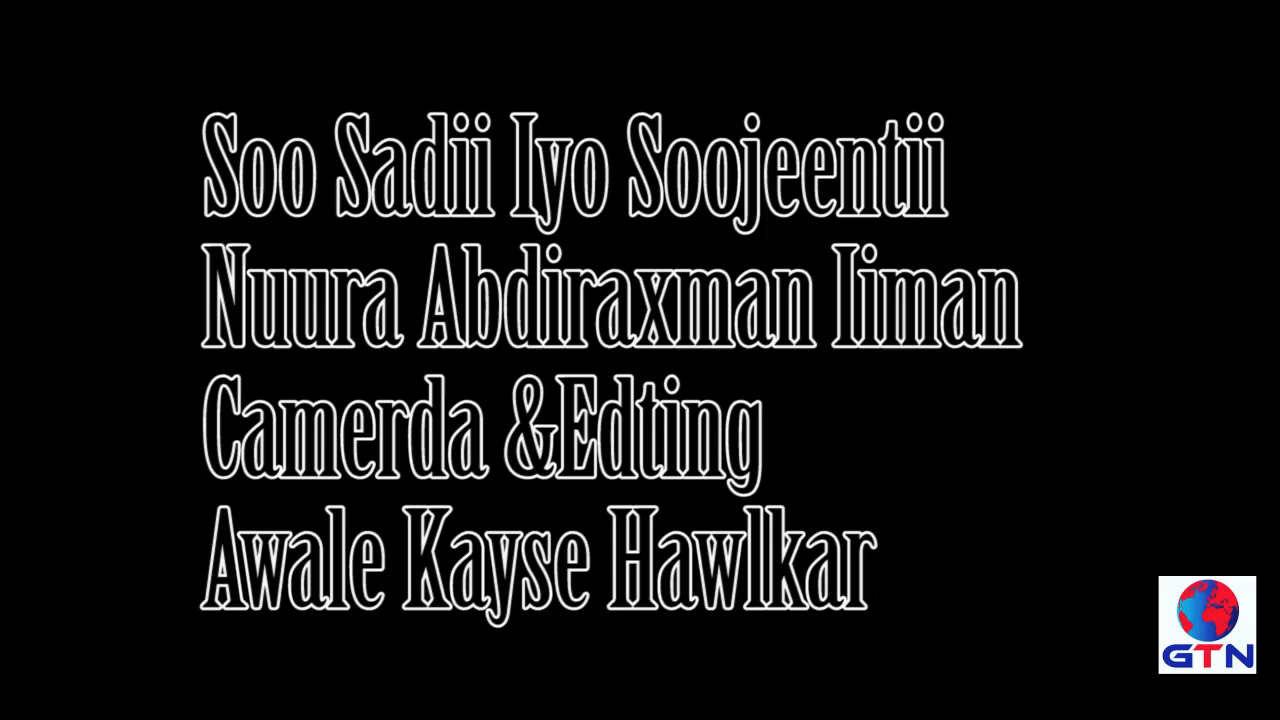 Soo Sadii Iyo Soojeentii
Nuura Abdiraxman Iiman
Camerda &Edting
Awale Kayse Hawlkar
GTN